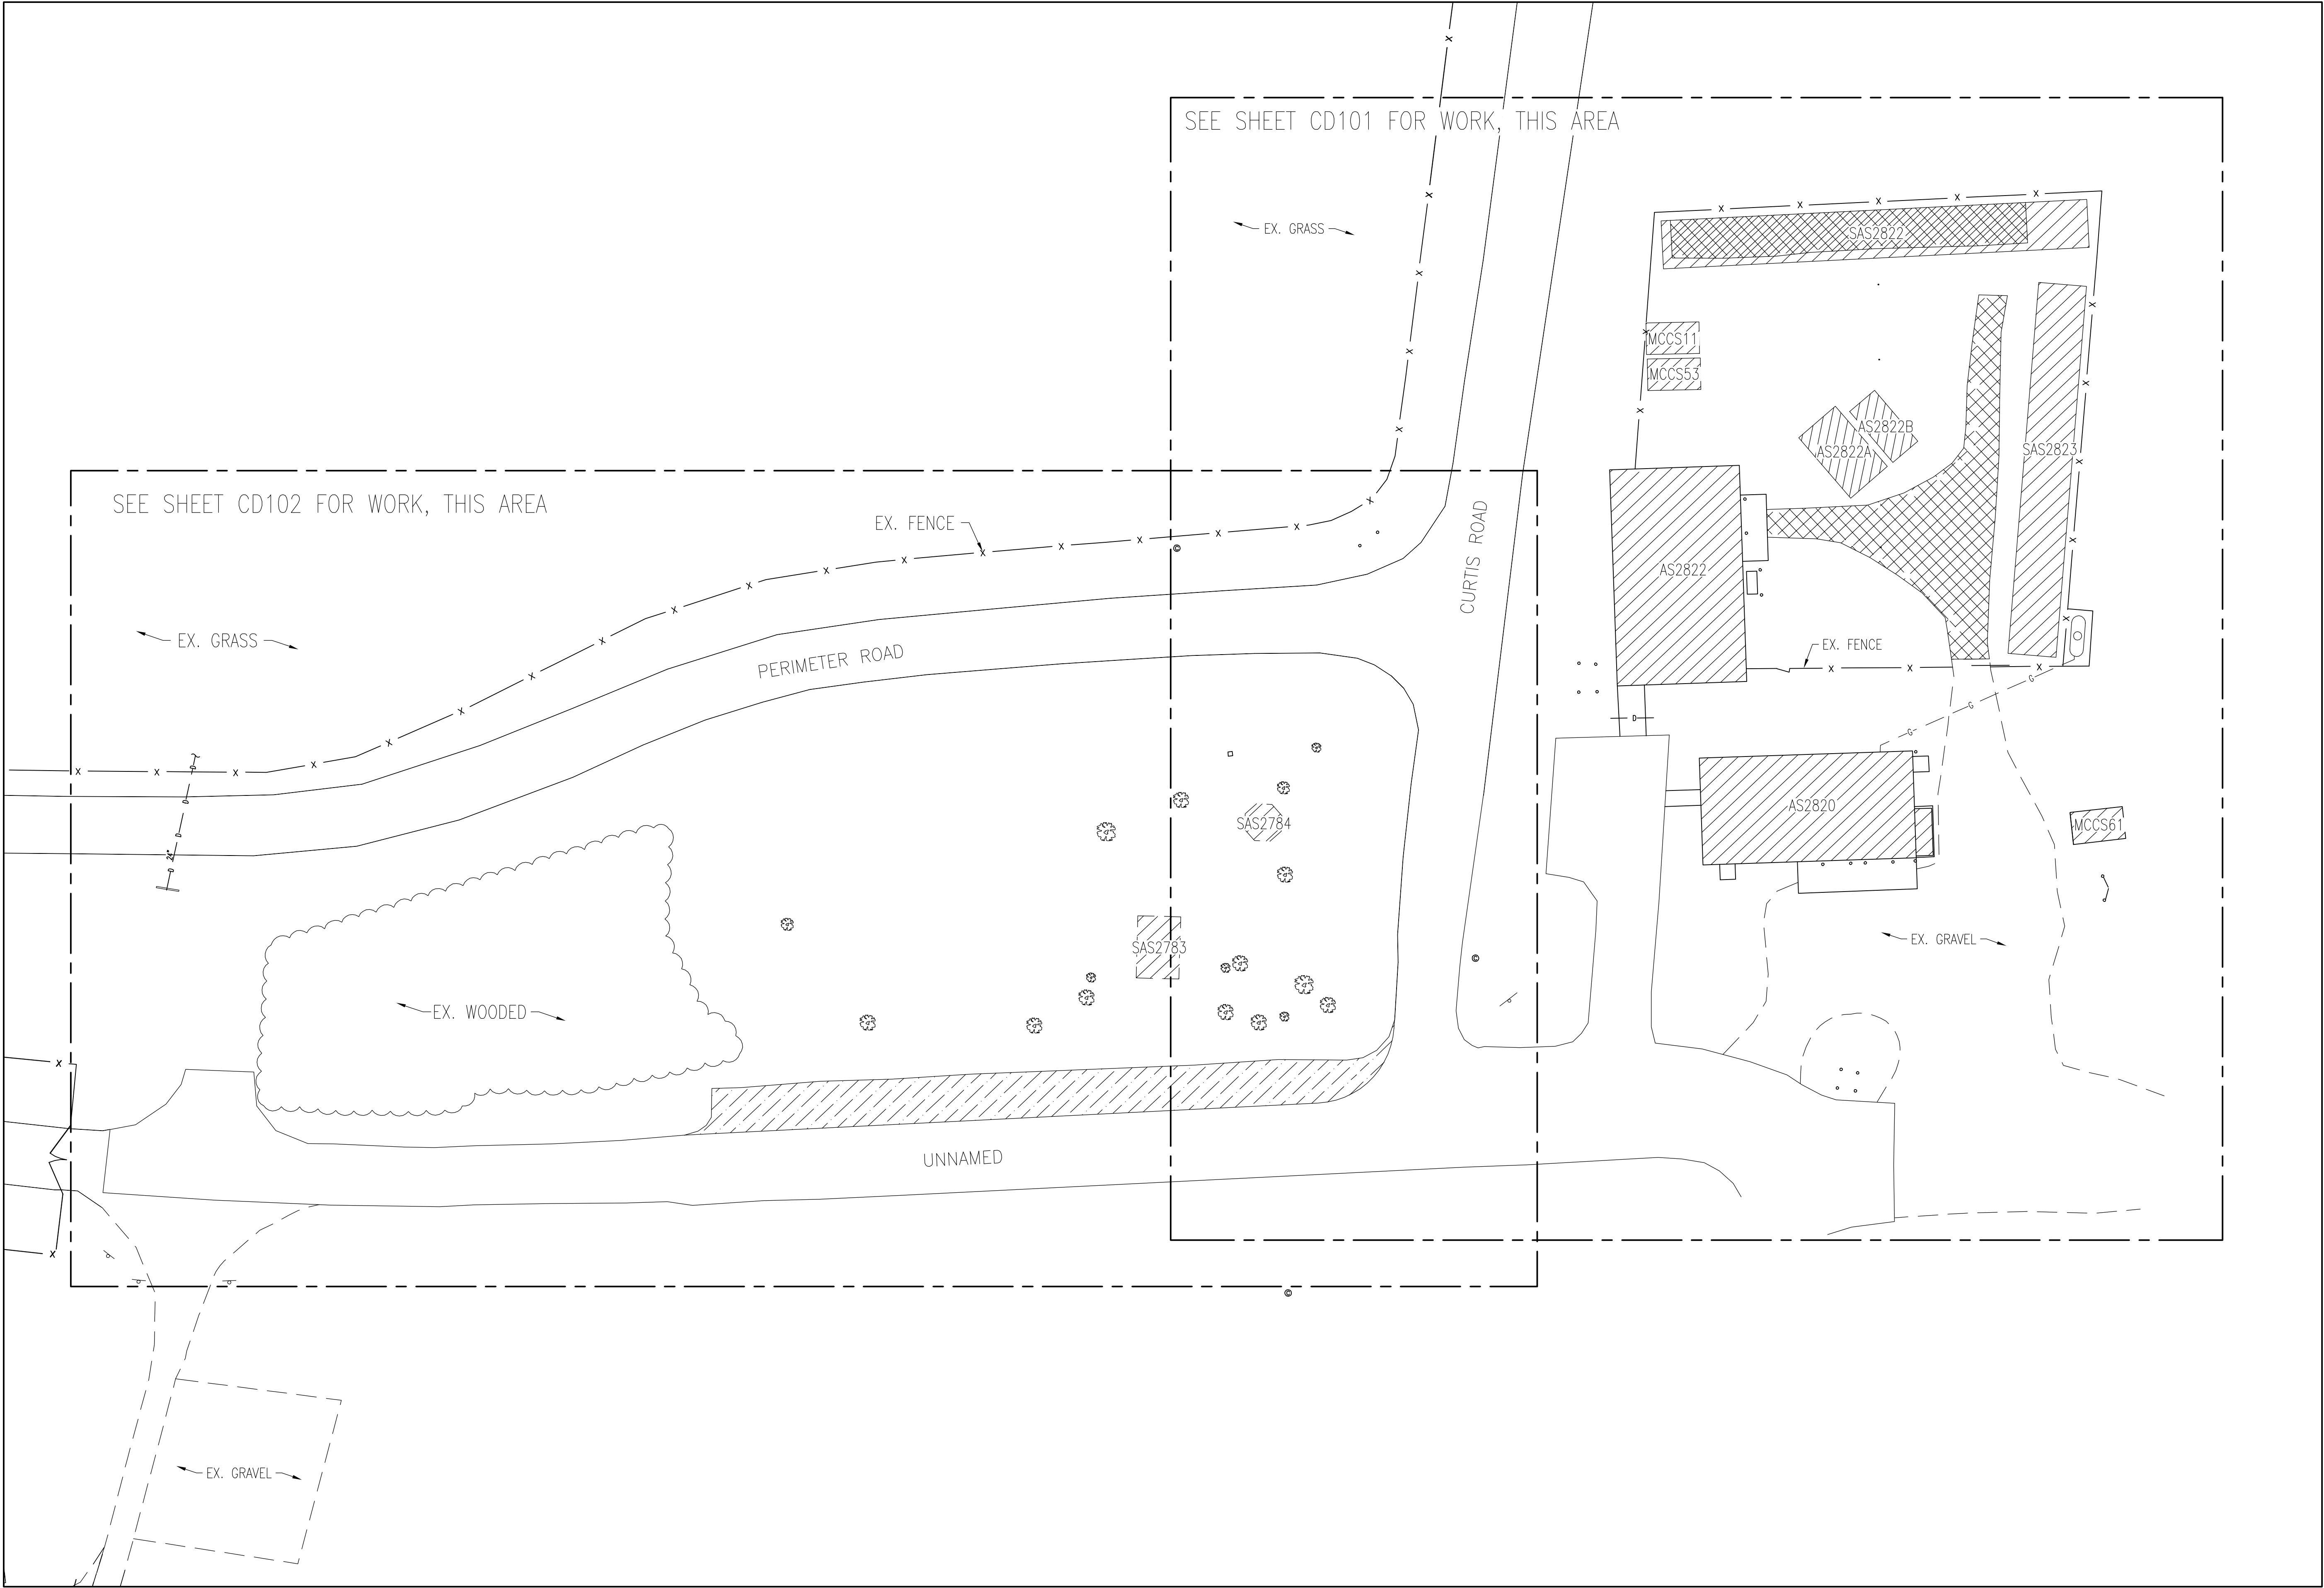 SEE SHEET CD101 FOR WORK, THIS AREA
EX. GRASS
SAS2822
MCCS11
MCCS53
AS2822B
AS2822A
SAS2823
SEE SHEET CD102 FOR WORK, THIS AREA
EX. FENCE
CURTIS ROAD
AS2822
EX. GRASS
EX. FENCE
PERIMETER ROAD
D
G
G
G
AS2820
SAS2784
MCCS61
24"
SAS2783
EX. GRAVEL
EX. WOODED
UNNAMED
EX. GRAVEL